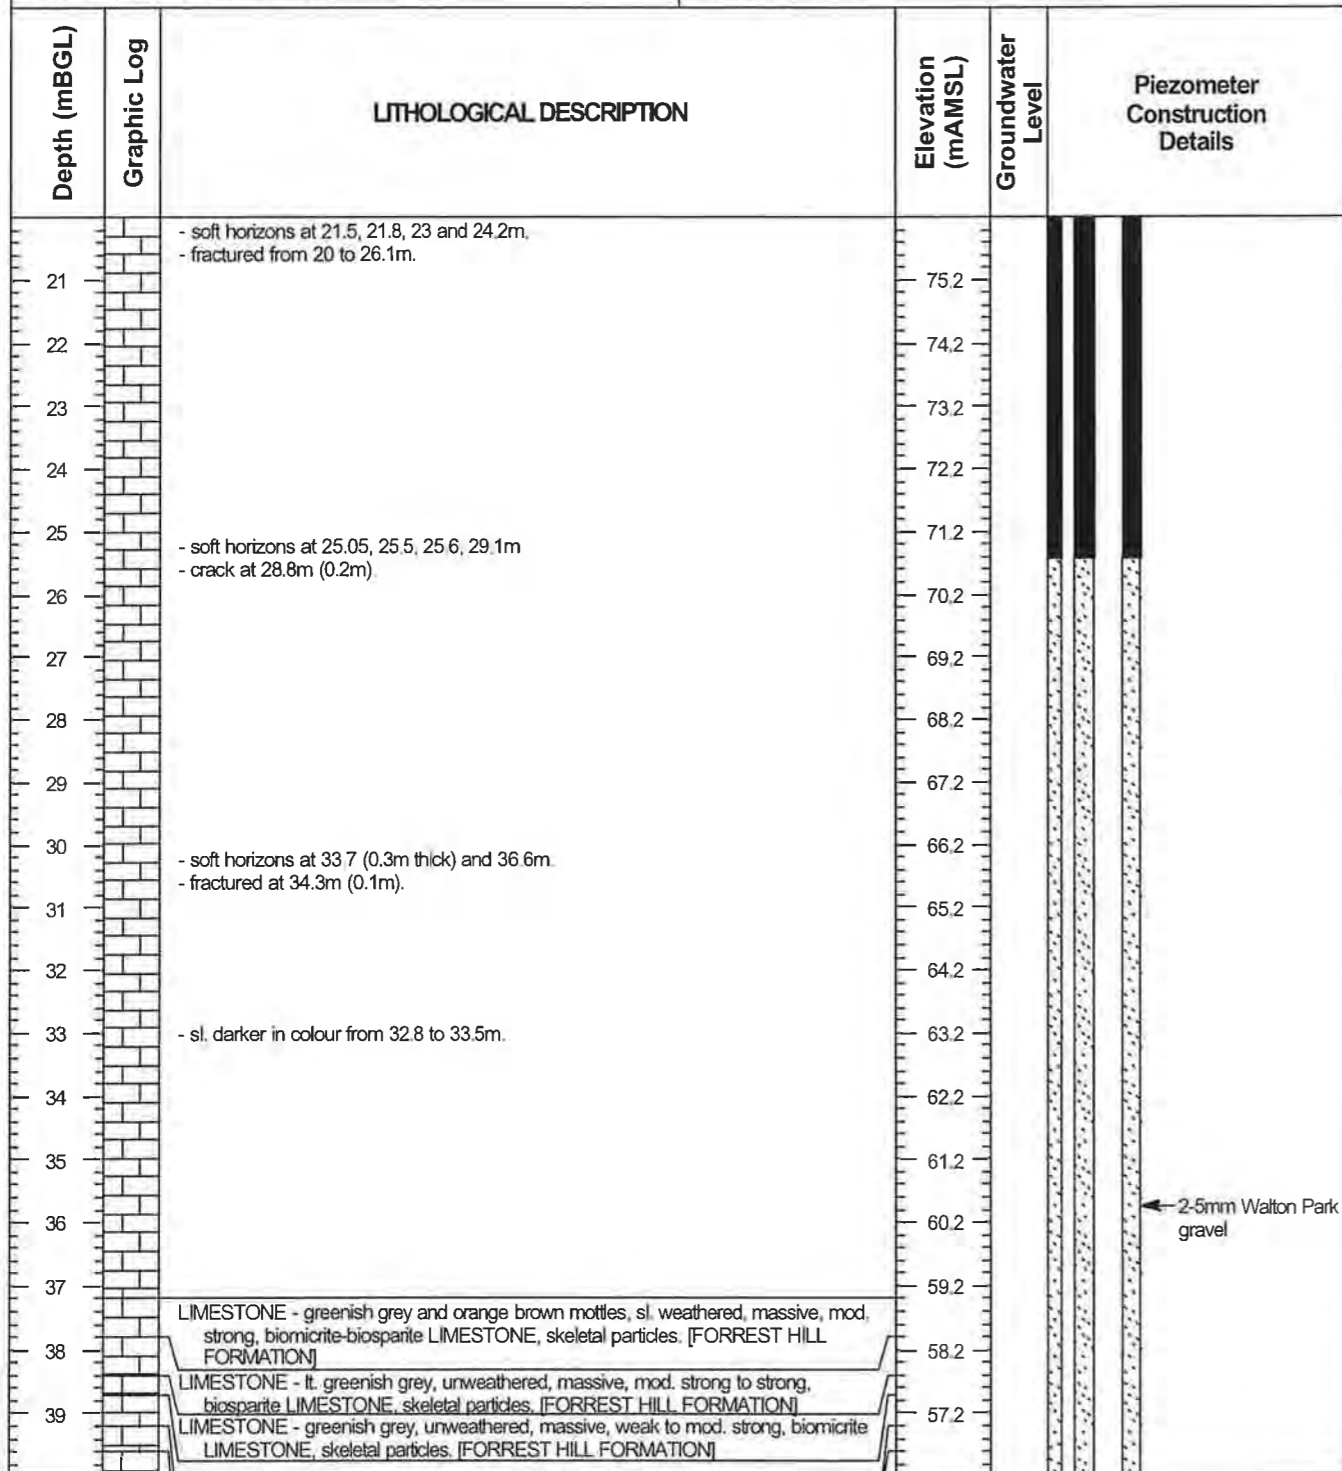 Depth (mBGL)
Graphic Log
LITHOLOGICAL DESCRIPTION
Elevation
(mAMSL)
Groundwater
Level
Piezometer
Construction
Details
- soft horizons at 21.5, 21.8, 23 and 24.2m.
- fractured from 20 to 26.1m.
21
75.2
22
74.2
23
73.2
24
72.2
25
71.2
- soft horizons at 25.05, 25.5, 25.6, 29.1m
- crack at 28.8m (0.2m)
26
70.2
27
69.2
28
68.2
29
67.2
30
66.2
- soft horizons at 33.7 (0.3m thick) and 36.6m.
- fractured at 34.3m (0.1m).
31
65.2
32
64.2
33
- sl. darker in colour from 32.8 to 33.5m.
63.2
34
62.2
35
61.2
2-5mm Walton Park
gravel
36
60.2
37
59.2
LIMESTONE - greenish grey and orange brown mottles, sl. weathered, massive, mod.
strong, biomicrite-biosparite LIMESTONE, skeletal particles. [FORREST HILL
FORMATION]
38
58.2
LIMESTONE - lt. greenish grey, unweathered, massive, mod. strong to strong,
biosparite LIMESTONE, skeletal particles. [FORREST HILL FORMATION]
39
57.2
LIMESTONE - greenish grey, unweathered, massive, weak to mod. strong, biomicrite
LIMESTONE, skeletal particles. [FORREST HILL FORMATION]